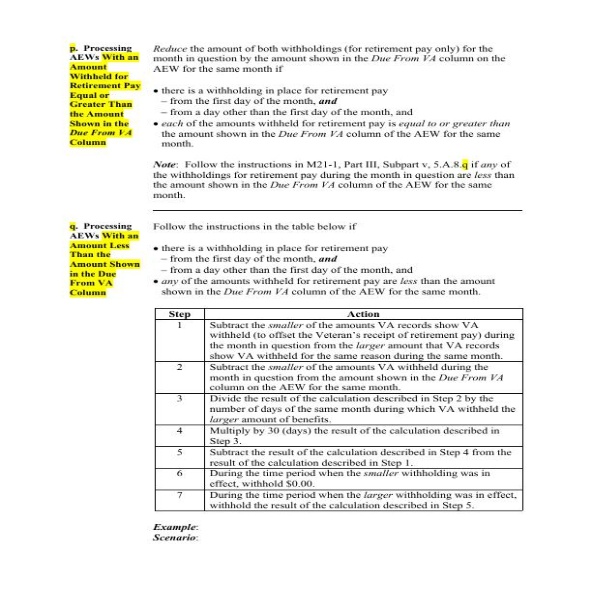 p. Processing
AEWs With an
Amount
Withheld for
Retirement Pay
Equal or
Greater Than
the Amount
Shown in the
Due From VA
Column
Reduce the amount of both withholdings (for retirement pay only) for the
month in question by the amount shown in the Due From VA column on the
AEW for the same month if
• there is a withholding in place for retirement pay
– from the first day of the month, and
– from a day other than the first day of the month, and
• each of the amounts withheld for retirement pay is equal to or greater than
the amount shown in the Due From VA column of the AEW for the same
month.
Note: Follow the instructions in M21-1, Part III, Subpart v, 5.A.8.q if any of
the withholdings for retirement pay during the month in question are less than
the amount shown in the Due From VA column of the AEW for the same
month.
q. Processing
AEWs With an
Amount Less
Than the
Amount Shown
in the Due
From VA
Column
Follow the instructions in the table below if
• there is a withholding in place for retirement pay
– from the first day of the month, and
– from a day other than the first day of the month, and
• any of the amounts withheld for retirement pay are less than the amount
shown in the Due From VA column of the AEW for the same month.
Step Action
1 Subtract the smaller of the amounts VA records show VA
withheld (to offset the Veteran's receipt of retirement pay) during
the month in question from the larger amount that VA records
show VA withheld for the same reason during the same month.
2 Subtract the smaller of the amounts VA withheld during the
month in question from the amount shown in the Due From VA
column on the AEW for the same month.
3 Divide the result of the calculation described in Step 2 by the
number of days of the same month during which VA withheld the
larger amount of benefits.
4 Multiply by 30 (days) the result of the calculation described in
Step 3.
5 Subtract the result of the calculation described in Step 4 from the
result of the calculation described in Step 1.
6 During the time period when the smaller withholding was in
effect, withhold $0.00.
7 During the time period when the larger withholding was in effect,
withhold the result of the calculation described in Step 5.
Example:
Scenario: